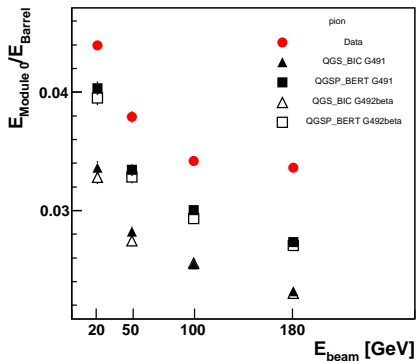 pion
Data
QGS_BIC G491
QGSP_BERT G491
QGS_BIC G492beta
QGSP_BERT G492beta
E_Module 0/E_Barrel
0.04
0.03
20 50 100 180
E_beam [GeV]